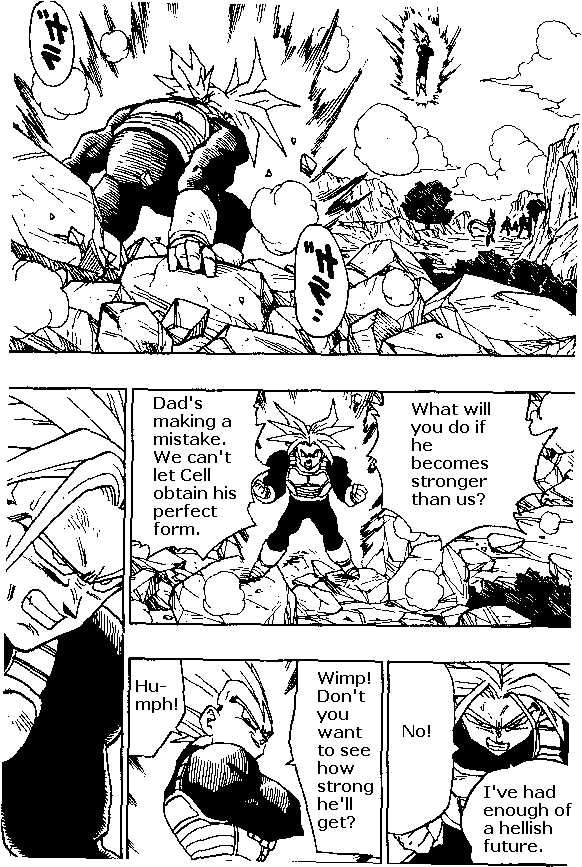 What will
you do if
he
becomes
stronger
than us?
Dad's
making a
mistake.
We can't
let Cell
obtain his
perfect
form.
No!
I've had
enough of
a hellish
future.
Wimp!
Don't
you
want
to see
how
strong
he'll
get?
Hu-
mph!